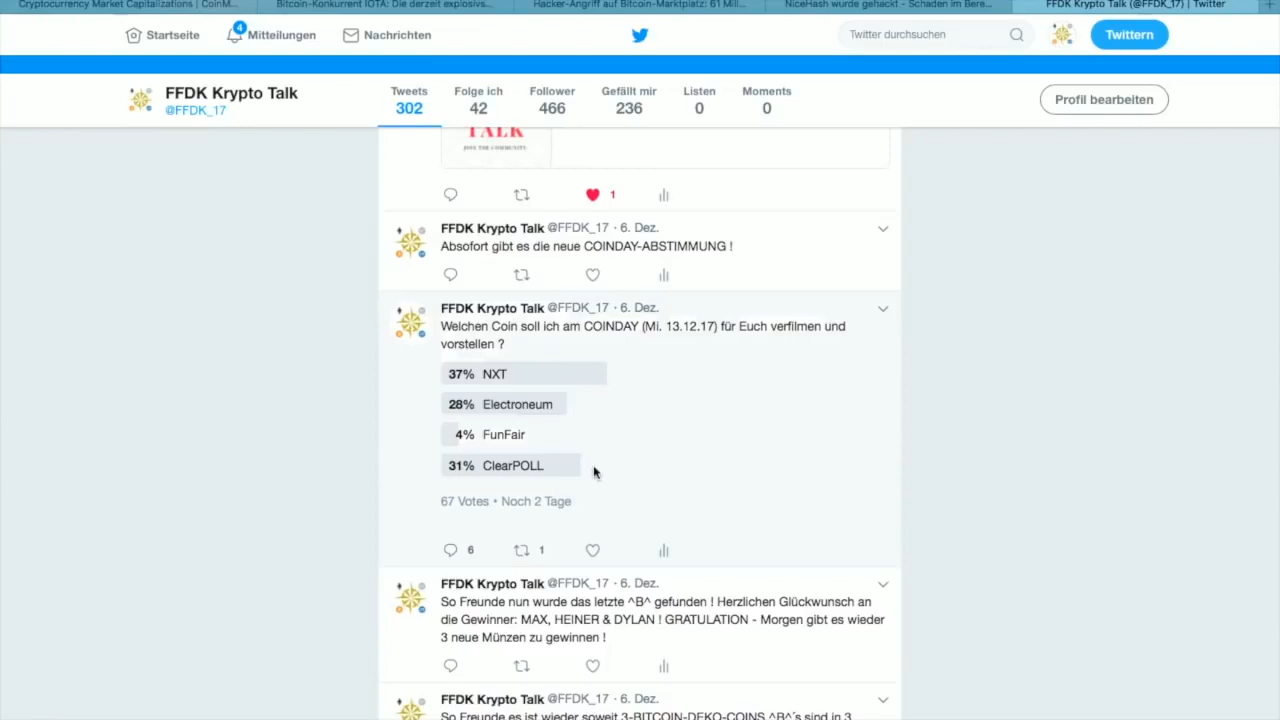 Cryptocurrency Market Capitalizations | CoinM...
Bitcoin-Konkurrent IOTA: Die derzeit explosivs...
Hacker-Angriff auf Bitcoin-Marktplatz: 61 Mill...
NiceHash wurde gehackt - Schaden im Bere...
FFDK Krypto Talk (@FFDK_17) | Twitter
Startseite
4
Mitteilungen
Nachrichten
Twitter durchsuchen
Twittern
FFDK Krypto Talk
@FFDK_17
Tweets
302
Folge ich
42
Follower
466
Gefällt mir
236
Listen
0
Moments
0
Profil bearbeiten
TALK
JOIN THE COMMUNITY
1
FFDK Krypto Talk @FFDK_17 · 6. Dez.
Absofort gibt es die neue COINDAY-ABSTIMMUNG !
FFDK Krypto Talk @FFDK_17 · 6. Dez.
Welchen Coin soll ich am COINDAY (Mi. 13.12.17) für Euch verfilmen und
vorstellen ?
37% NXT
28% Electroneum
4% FunFair
31% ClearPOLL
67 Votes • Noch 2 Tage
6
1
FFDK Krypto Talk @FFDK_17 · 6. Dez.
So Freunde nun wurde das letzte ^B^ gefunden ! Herzlichen Glückwunsch an
die Gewinner: MAX, HEINER & DYLAN ! GRATULATION - Morgen gibt es wieder
3 neue Münzen zu gewinnen !
FFDK Krypto Talk @FFDK_17 · 6. Dez.
So Freunde es ist wieder soweit 3-BITCOIN-DEKO-COINS ^B^´s sind in 3